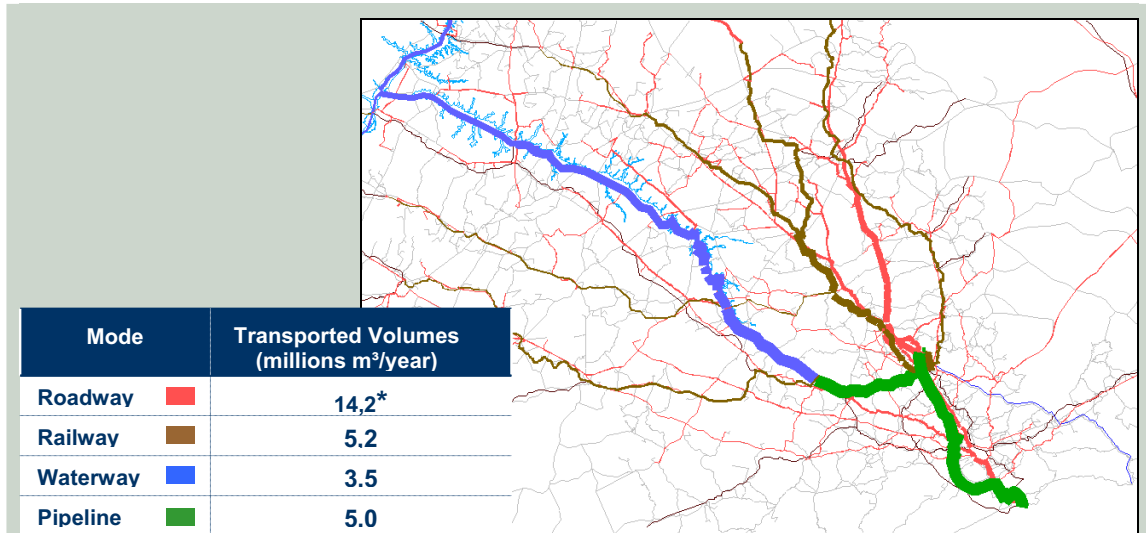 Mode Transported Volumes
(millions m³/year)
Roadway 14,2*
Railway 5.2
Waterway 3.5
Pipeline 5.0